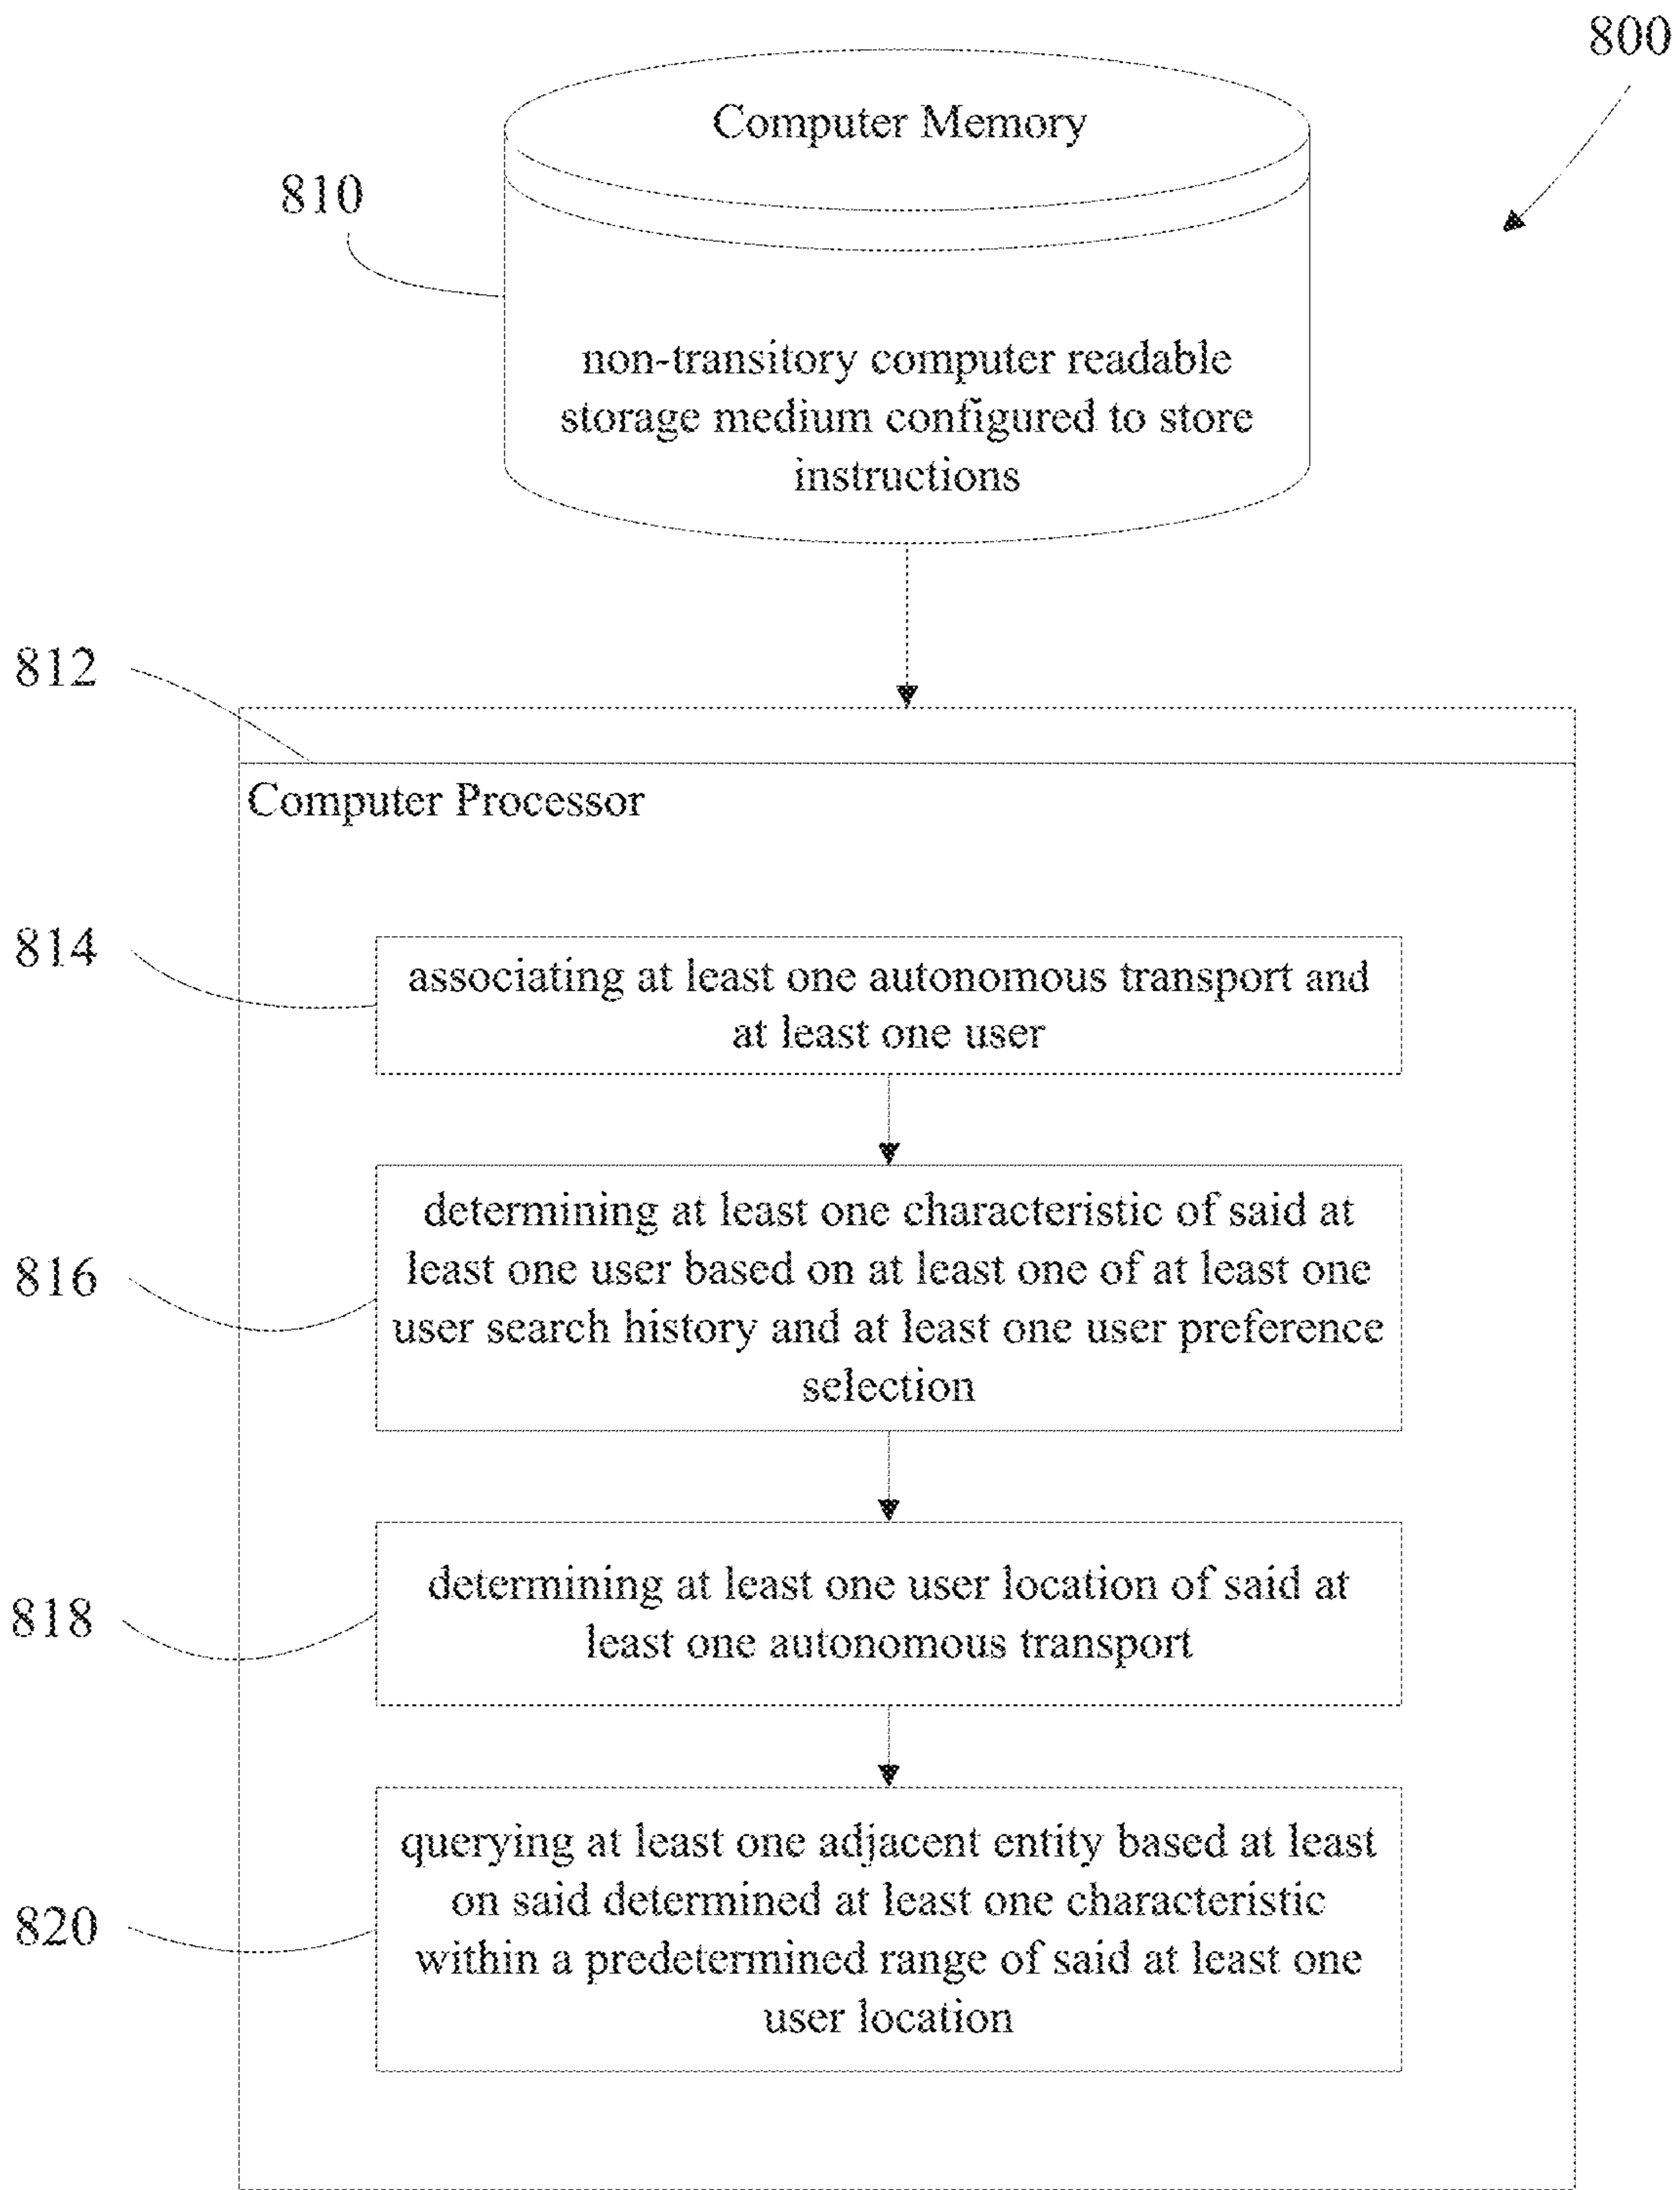 800
Computer Memory
810
non-transitory computer readable
storage medium configured to store
instructions
812
Computer Processor
814
associating at least one autonomous transport and
at least one user
816
determining at least one characteristic of said at
least one user based on at least one of at least one
user search history and at least one user preference
selection
818
determining at least one user location of said at
least one autonomous transport
820
querying at least one adjacent entity based at least
on said determined at least one characteristic
within a predetermined range of said at least one
user location